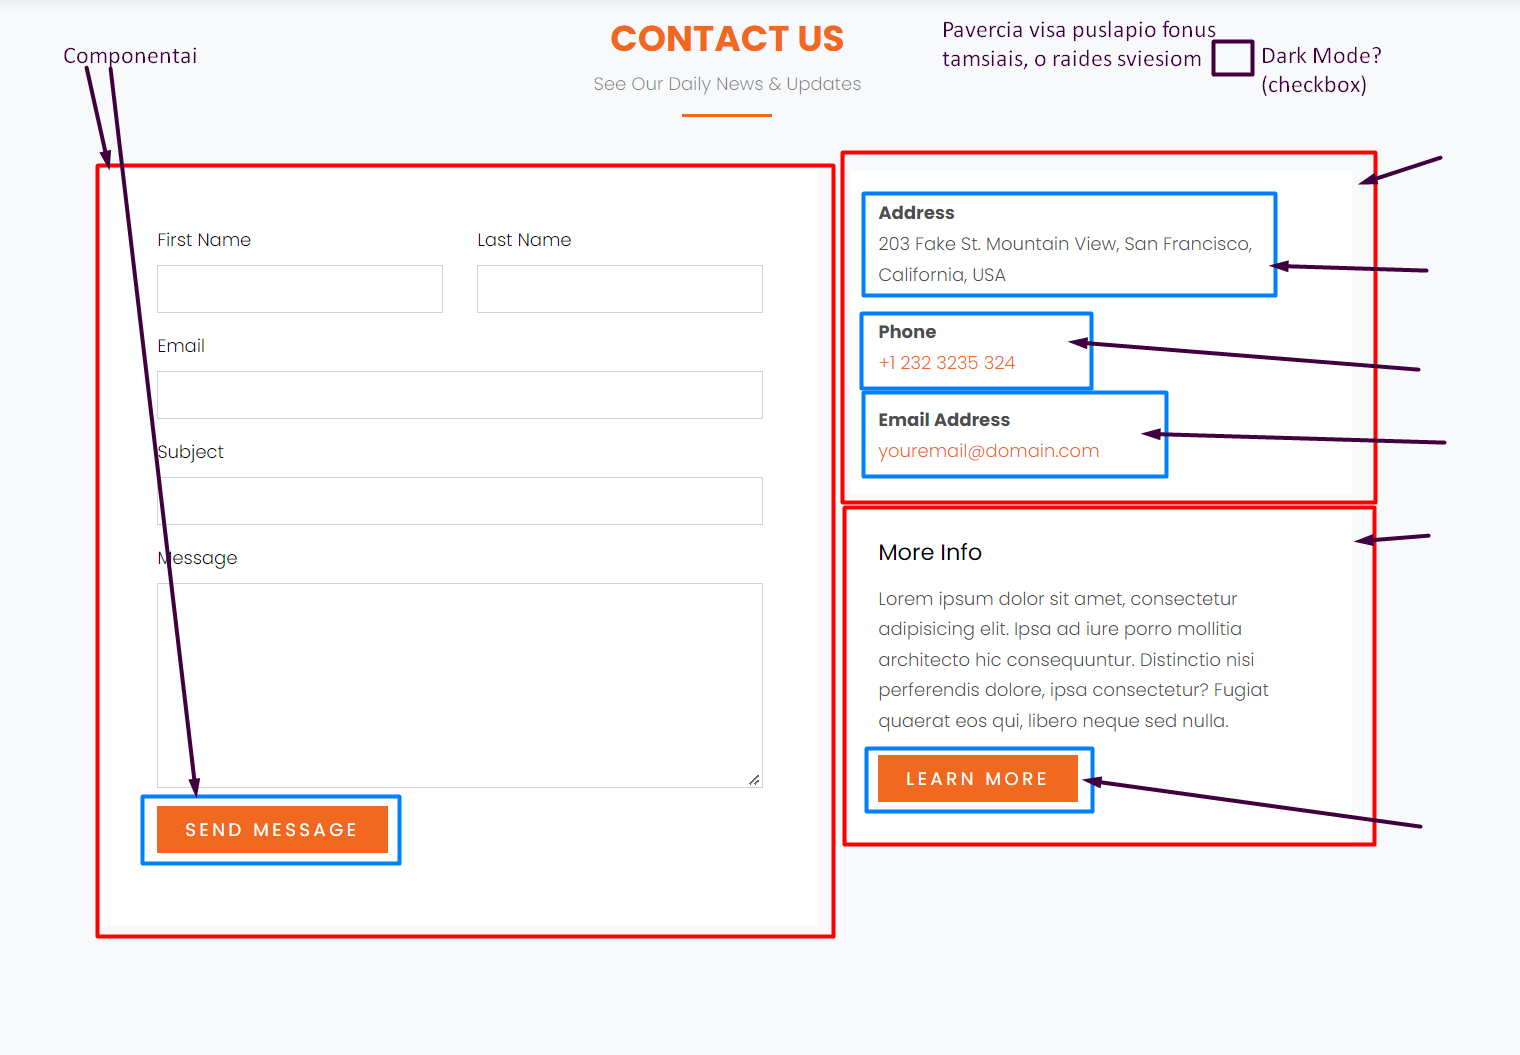 CONTACT US
See Our Daily News & Updates
Componentai
Pavercia visa puslapio fonus
tamsiais, o raides sviesiom
Dark Mode?
(checkbox)
First Name
Last Name
Email
Subject
Message
SEND MESSAGE
Address
203 Fake St. Mountain View, San Francisco,
California, USA
Phone
+1 232 3235 324
Email Address
youremail@domain.com
More Info
Lorem ipsum dolor sit amet, consectetur
adipisicing elit. Ipsa ad iure porro mollitia
architecto hic consequuntur. Distinctio nisi
perferendis dolore, ipsa consectetur? Fugiat
quaerat eos qui, libero neque sed nulla.
LEARN MORE